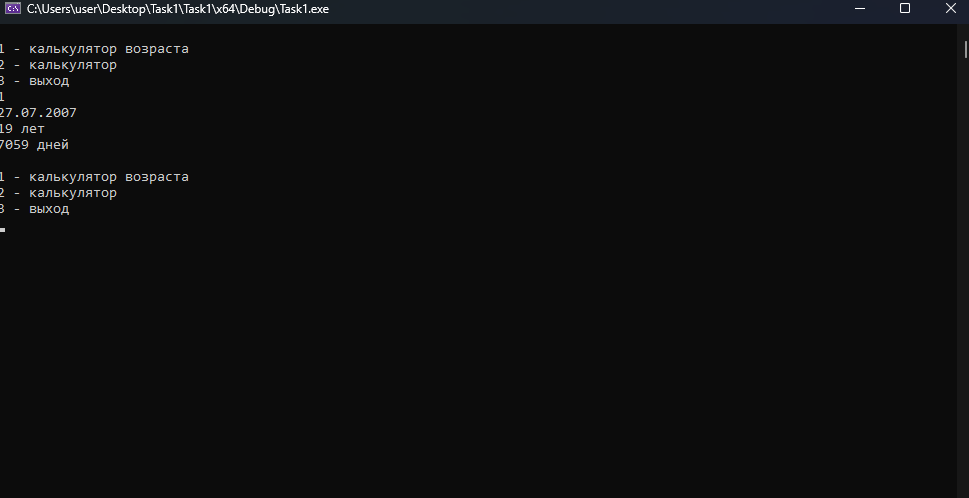 C:\Users\user\Desktop\Task1\Task1\x64\Debug\Task1.exe
1 - калькулятор возраста
2 - калькулятор
3 - выход
1
27.07.2007
19 лет
7059 дней
1 - калькулятор возраста
2 - калькулятор
3 - выход